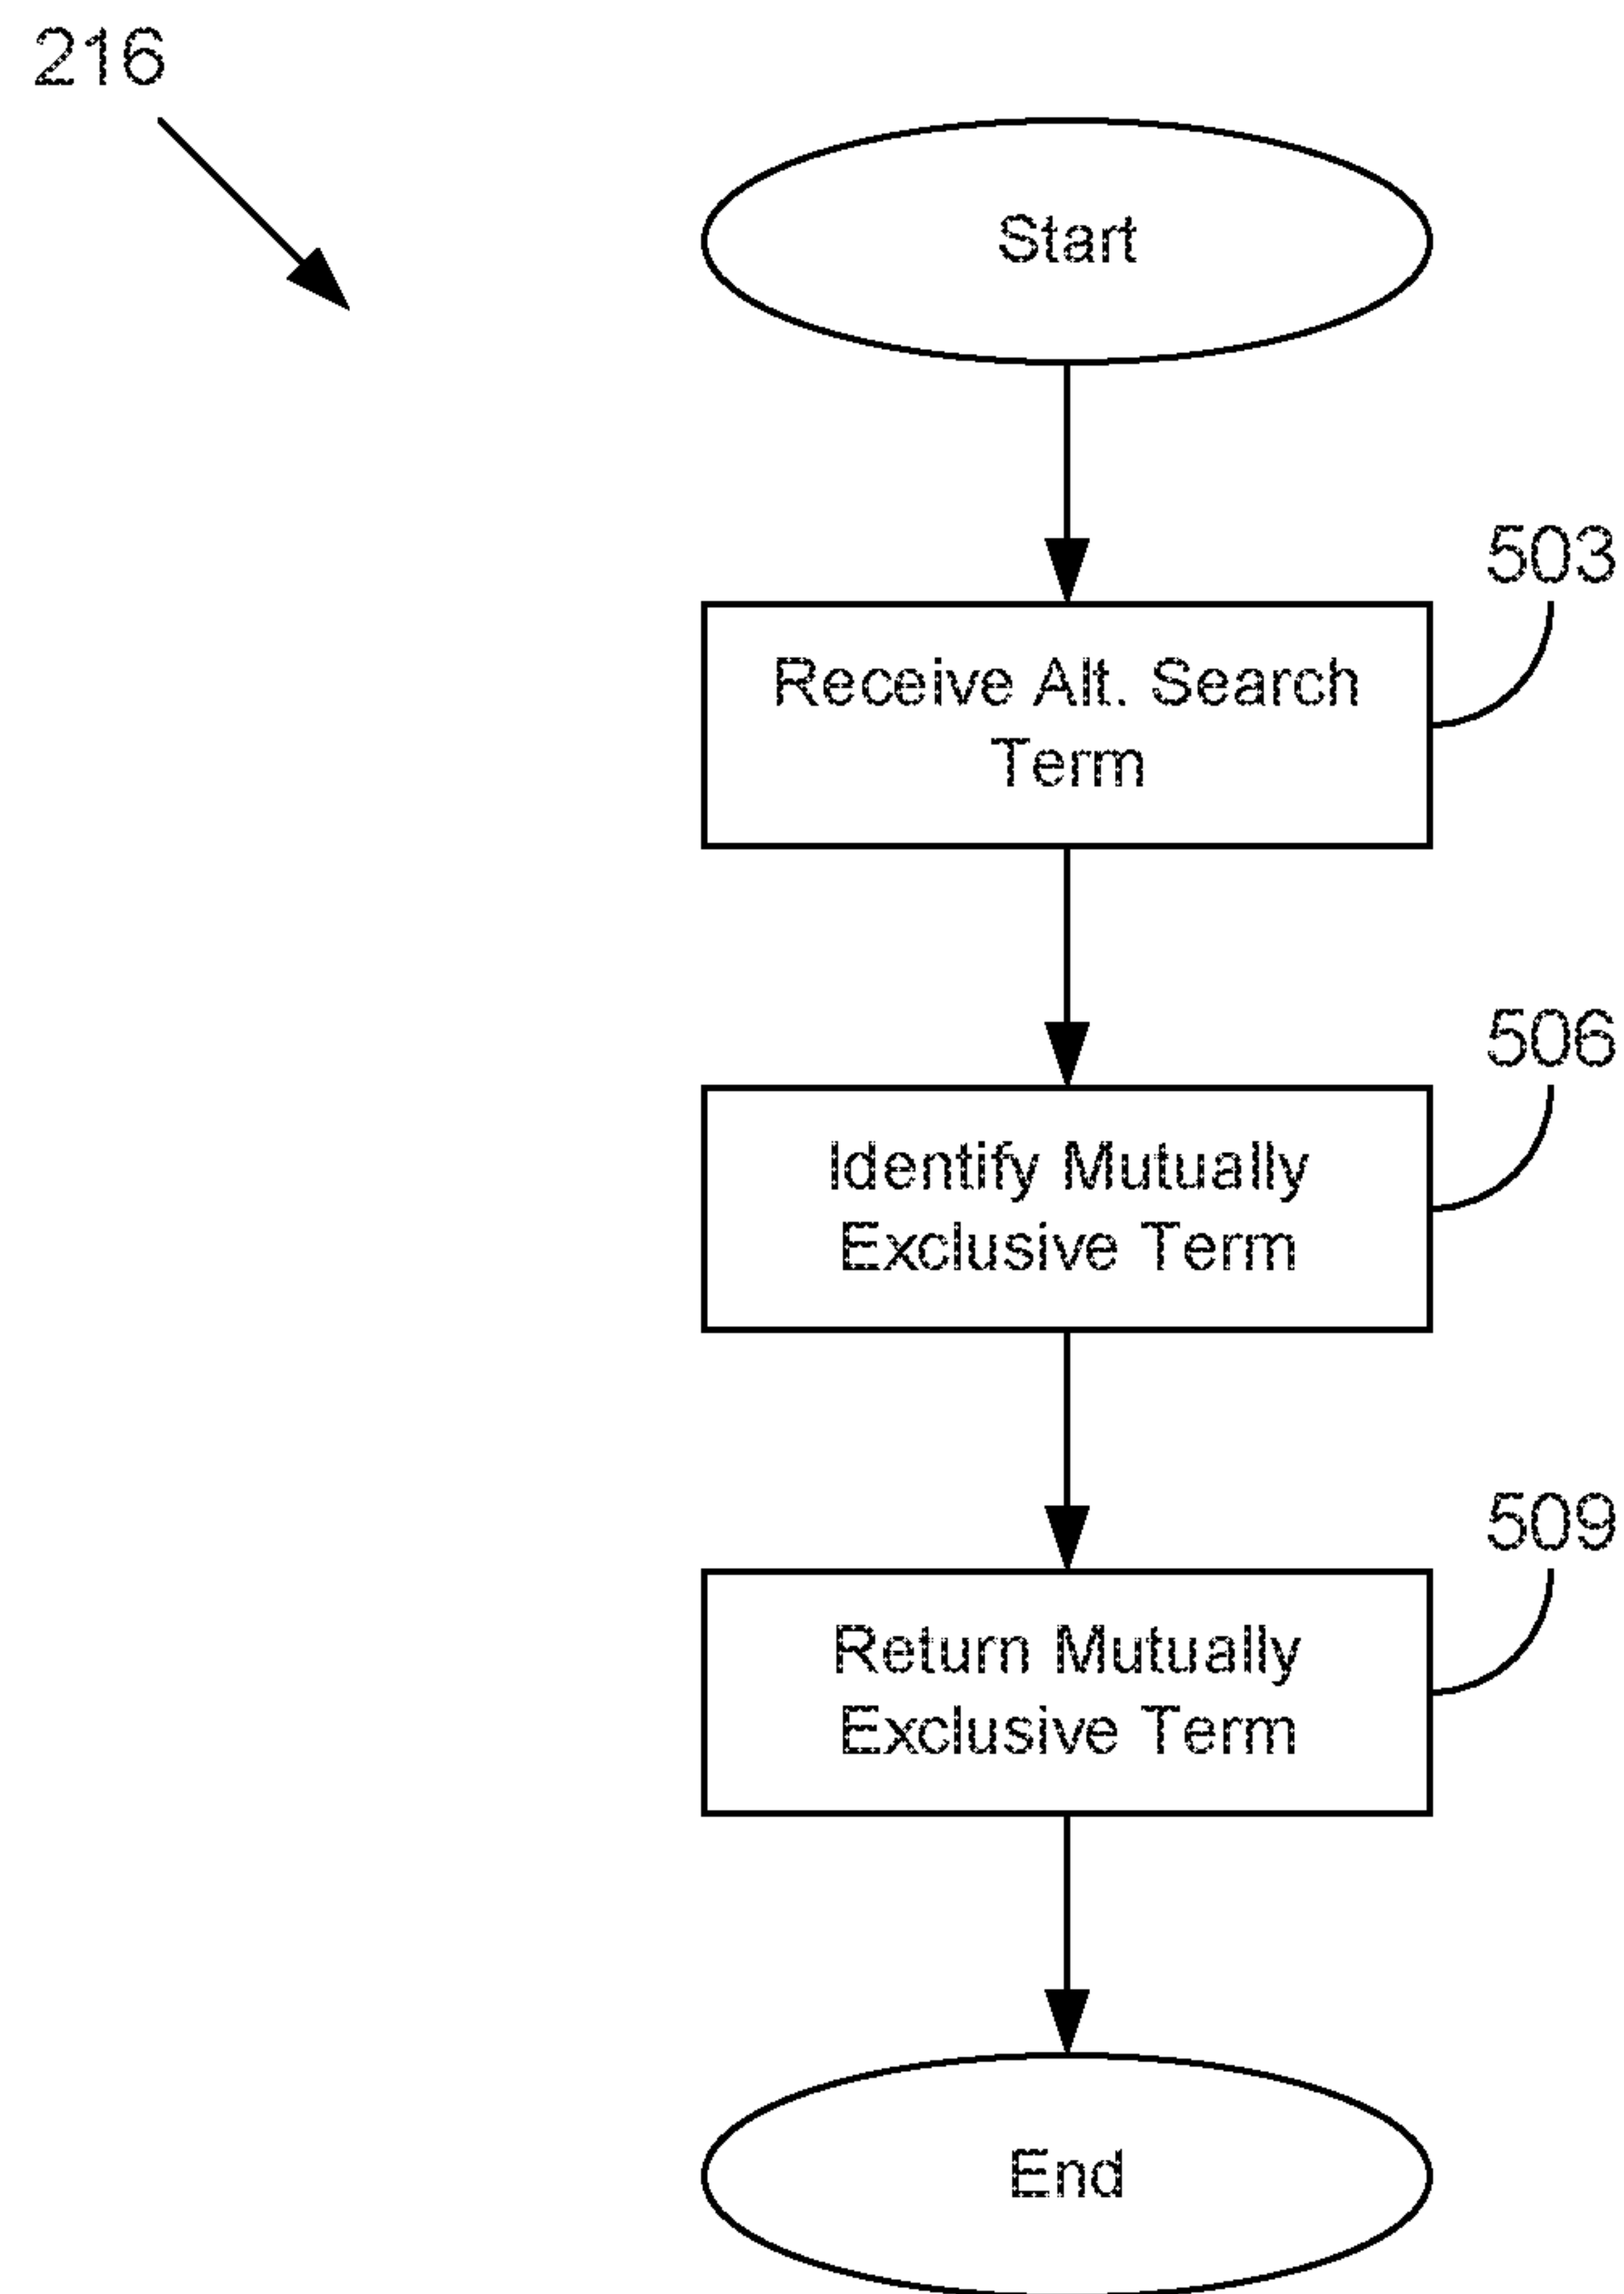 216
Start
503
Receive Alt. Search
Term
506
Identify Mutually
Exclusive Term
509
Return Mutually
Exclusive Term
End